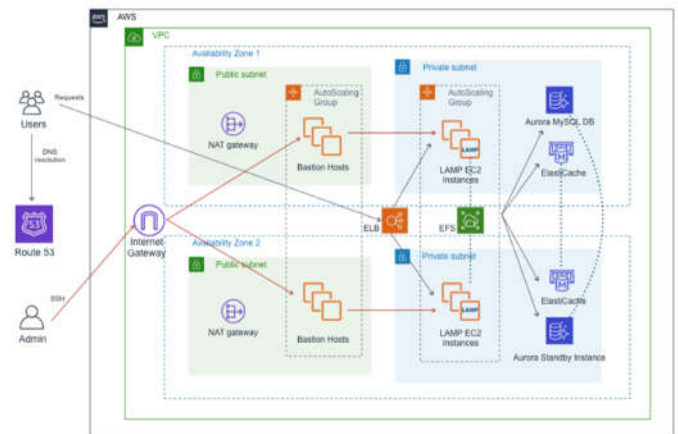 aws
AWS
VPC
Availability Zone 1
Public subnet
Private subnet
AutoScaling
Group
AutoScaling
Group
Requests
Users
NAT gateway
Bastion Hosts
LAMP
LAMP EC2
Instances
Aurora MySQL DB
ElastiCache
DNS
resolution
53
Route 53
Internet
Gateway
ELB
EFS
Availability Zone 2
Public subnet
Private subnet
SSH
Admin
NAT gateway
Bastion Hosts
LAMP
LAMP EC2
instances
ElastiCache
Aurora Standby Instance